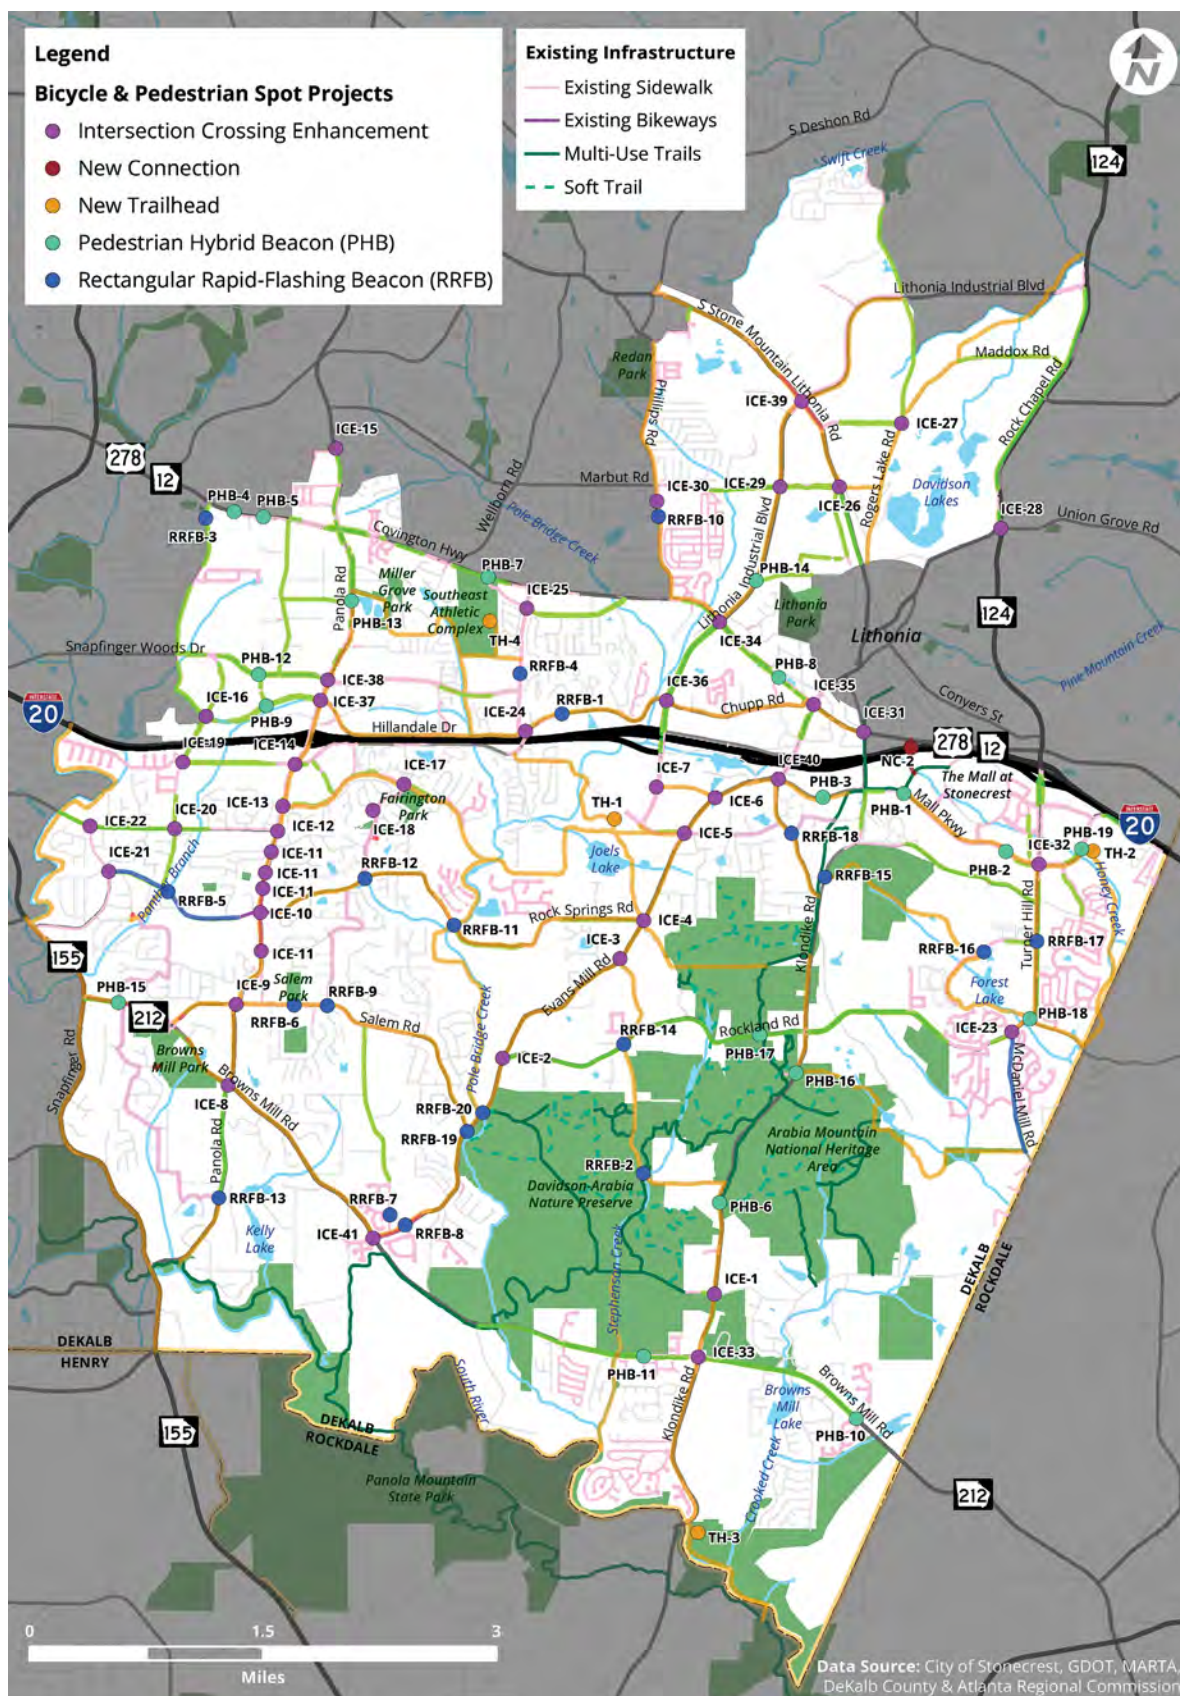 Legend
Bicycle & Pedestrian Spot Projects
Intersection Crossing Enhancement
New Connection
New Trailhead
Pedestrian Hybrid Beacon (PHB)
Rectangular Rapid-Flashing Beacon (RRFB)
Existing Infrastructure
Existing Sidewalk
Existing Bikeways
Multi-Use Trails
Soft Trail
N
S Deshon Rd
Swift Creek
124
Lithonia Industrial Blvd
S Stone Mountain Lithonia Rd
Redan
Park
Maddox Rd
Phillips Rd
ICE-39
Rock Chapel Rd
ICE-27
ICE-15
Rogers Lake Rd
278
12
Wellborn Rd
Marbut Rd
ICE-30
ICE-29
Davidson
Lakes
PHB-4
PHB-5
ICE-26
ICE-28
Union Grove Rd
RRFB-3
RRFB-10
Pole Bridge Creek
Covington Hwy
Lithonia Industrial Blvd
PHB-7
PHB-14
Miller
Grove
Park
Southeast
Athletic
Complex
ICE-25
Panola Rd
PHB-13
TH-4
Lithonia
Park
124
ICE-34
Lithonia
Snapfinger Woods Dr
PHB-12
RRFB-4
PHB-8
Pine Mountain Creek
ICE-38
ICE-16
ICE-37
RRFB-1
ICE-36
ICE-35
Chupp Rd
Conyers St
INTERSTATE
20
PHB-9
Hillandale Dr
ICE-24
ICE-31
278
12
ICE-19
ICE-14
ICE-40
NC-2
ICE-17
ICE-7
PHB-3
The Mall at
Stonecrest
Fairington
Park
ICE-13
TH-1
ICE-6
PHB-1
Mall Pkwy
INTERSTATE
20
ICE-20
ICE-22
ICE-12
ICE-18
ICE-5
RRFB-18
PHB-19
ICE-32
TH-2
ICE-21
ICE-11
Joels
Lake
PHB-2
Panther Branch
RRFB-12
ICE-11
RRFB-15
Honey Creek
RRFB-5
ICE-11
ICE-10
Rock Springs Rd
ICE-4
Turner Hill Rd
RRFB-11
ICE-3
Klondike Rd
RRFB-16
RRFB-17
155
ICE-11
Evans Mill Rd
Forest
Lake
PHB-15
212
ICE-9
Salem
Park
RRFB-9
RRFB-6
Salem Rd
RRFB-14
Rockland Rd
PHB-18
ICE-23
PHB-17
Snapfinger Rd
Browns
Mill Park
Pole Bridge Creek
ICE-2
PHB-16
McDaniel Mill Rd
ICE-8
Browns Mill Rd
RRFB-20
RRFB-19
Arabia Mountain
National Heritage
Area
Panola Rd
RRFB-2
Davidson-Arabia
Nature Preserve
RRFB-13
RRFB-7
PHB-6
Kelly
Lake
ICE-41
RRFB-8
Stephenson Creek
DEKALB
ROCKDALE
ICE-1
DEKALB
HENRY
ICE-33
PHB-11
South River
Klondike Rd
Browns
Mill
Lake
Browns Mill Rd
155
DEKALB
ROCKDALE
PHB-10
Panola Mountain
State Park
Crooked Creek
212
TH-3
0
1.5
3
Miles
Data Source: City of Stonecrest, GDOT, MARTA,
DeKalb County & Atlanta Regional Commission